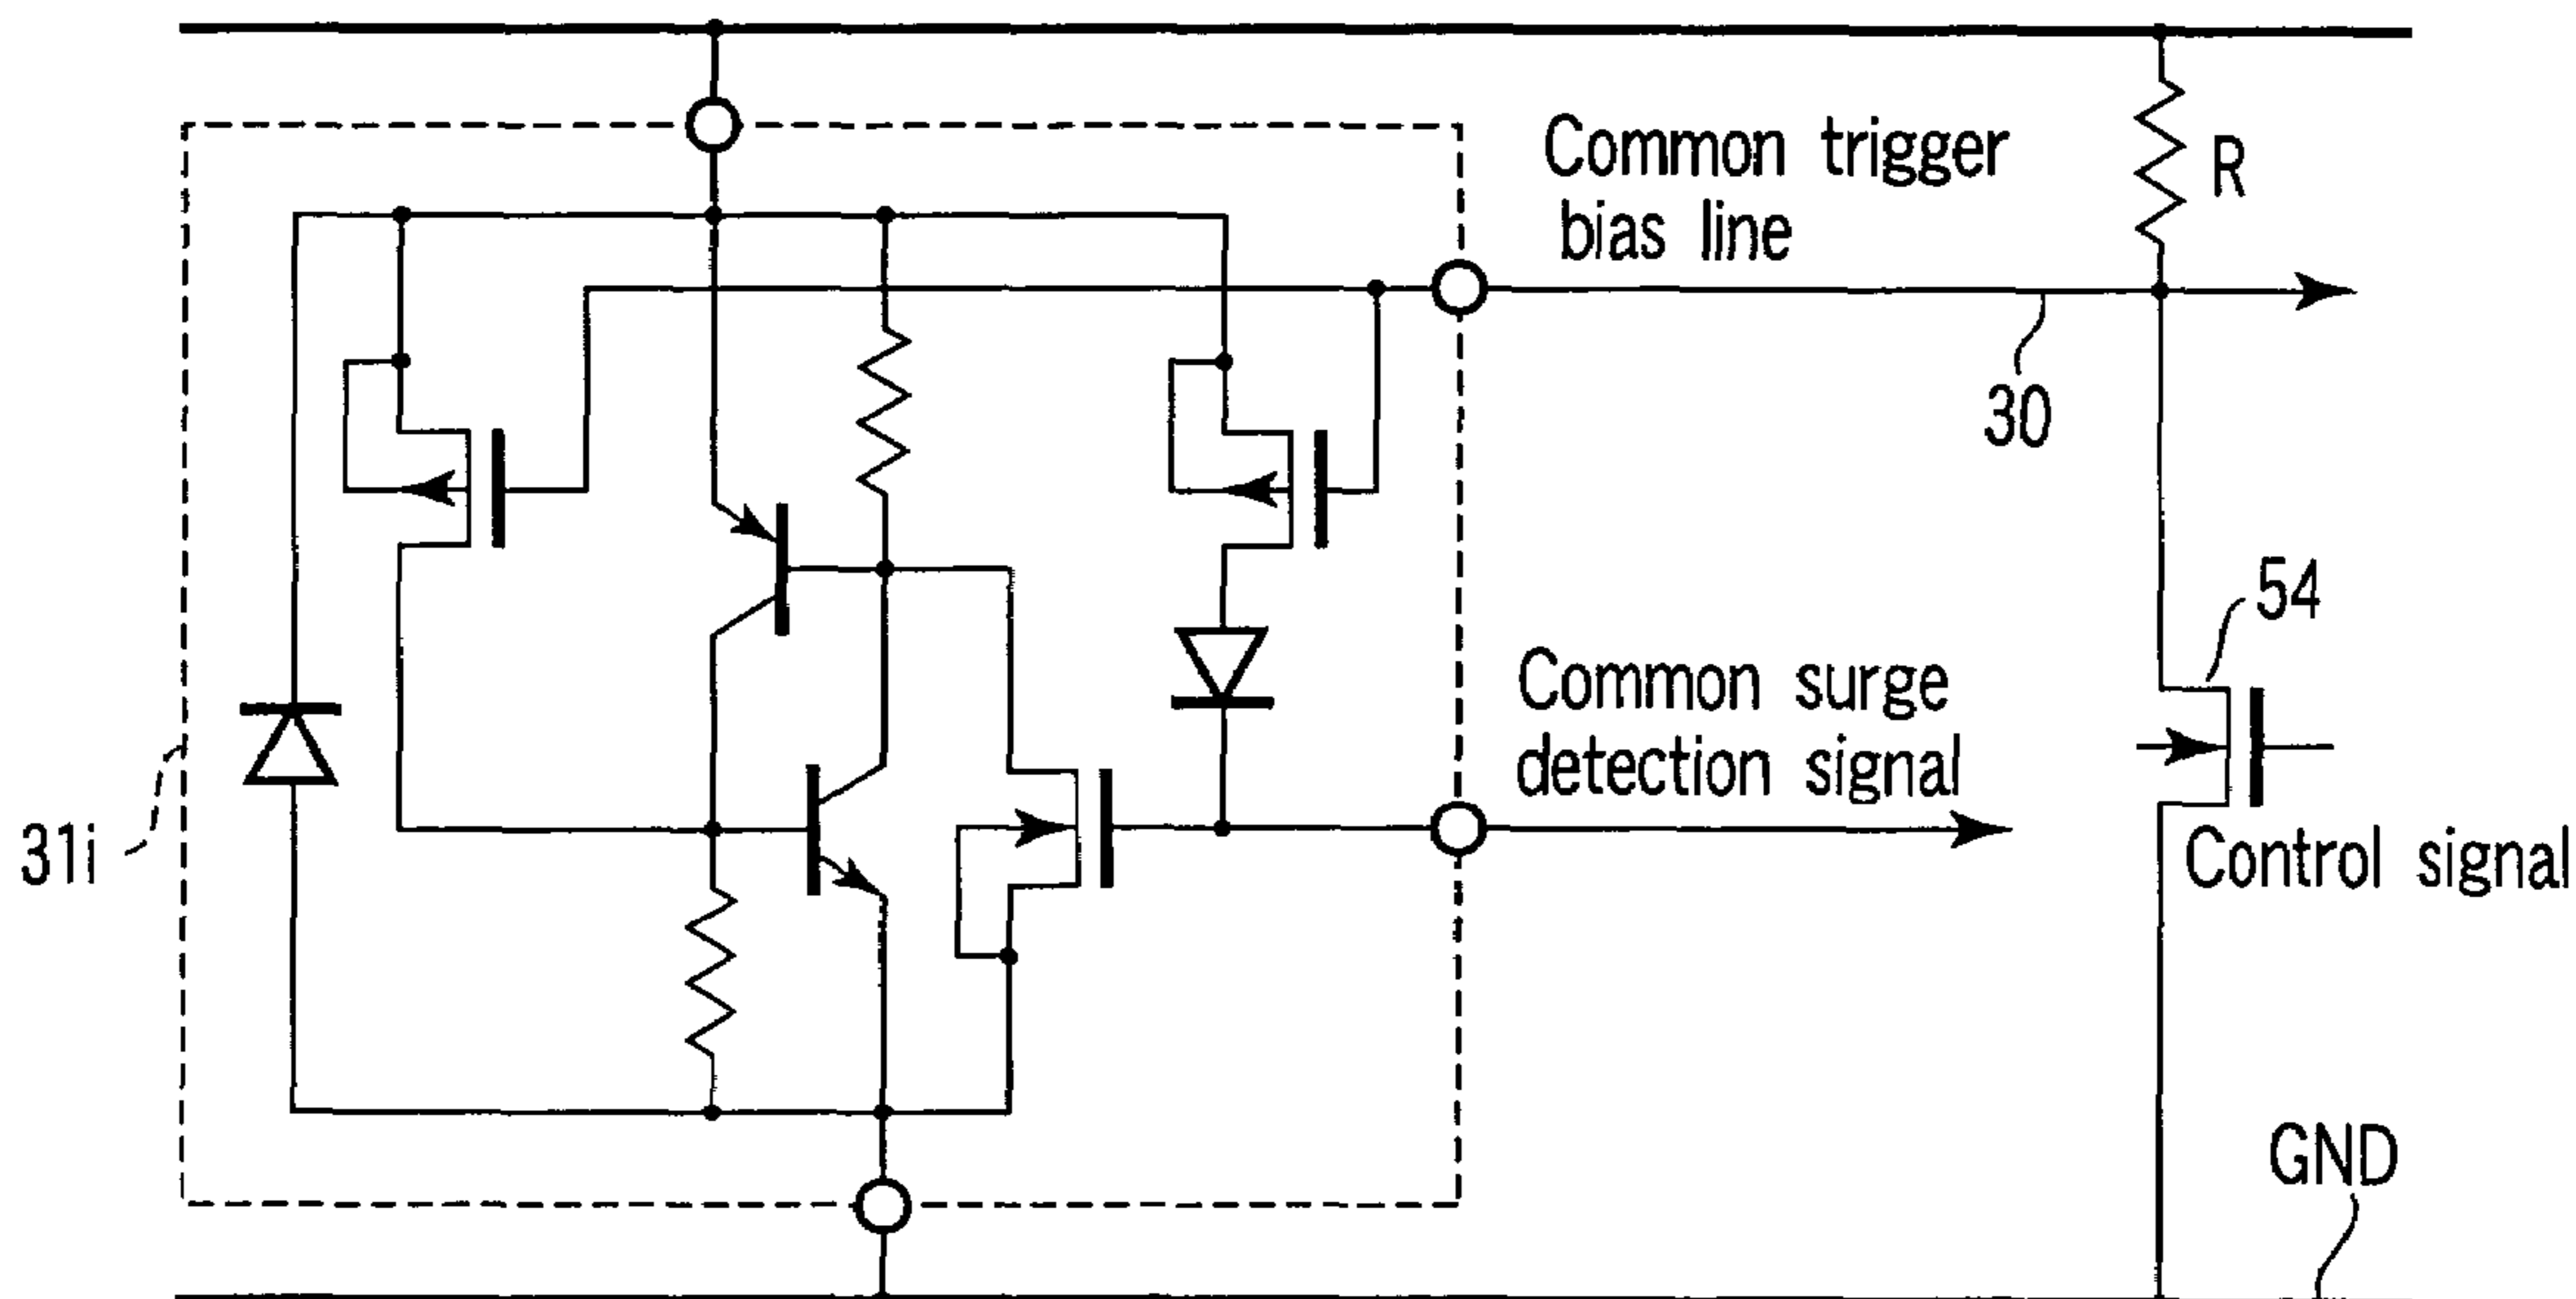 Common trigger
bias line
R
30
54
Common surge
detection signal
31i
Control signal
GND